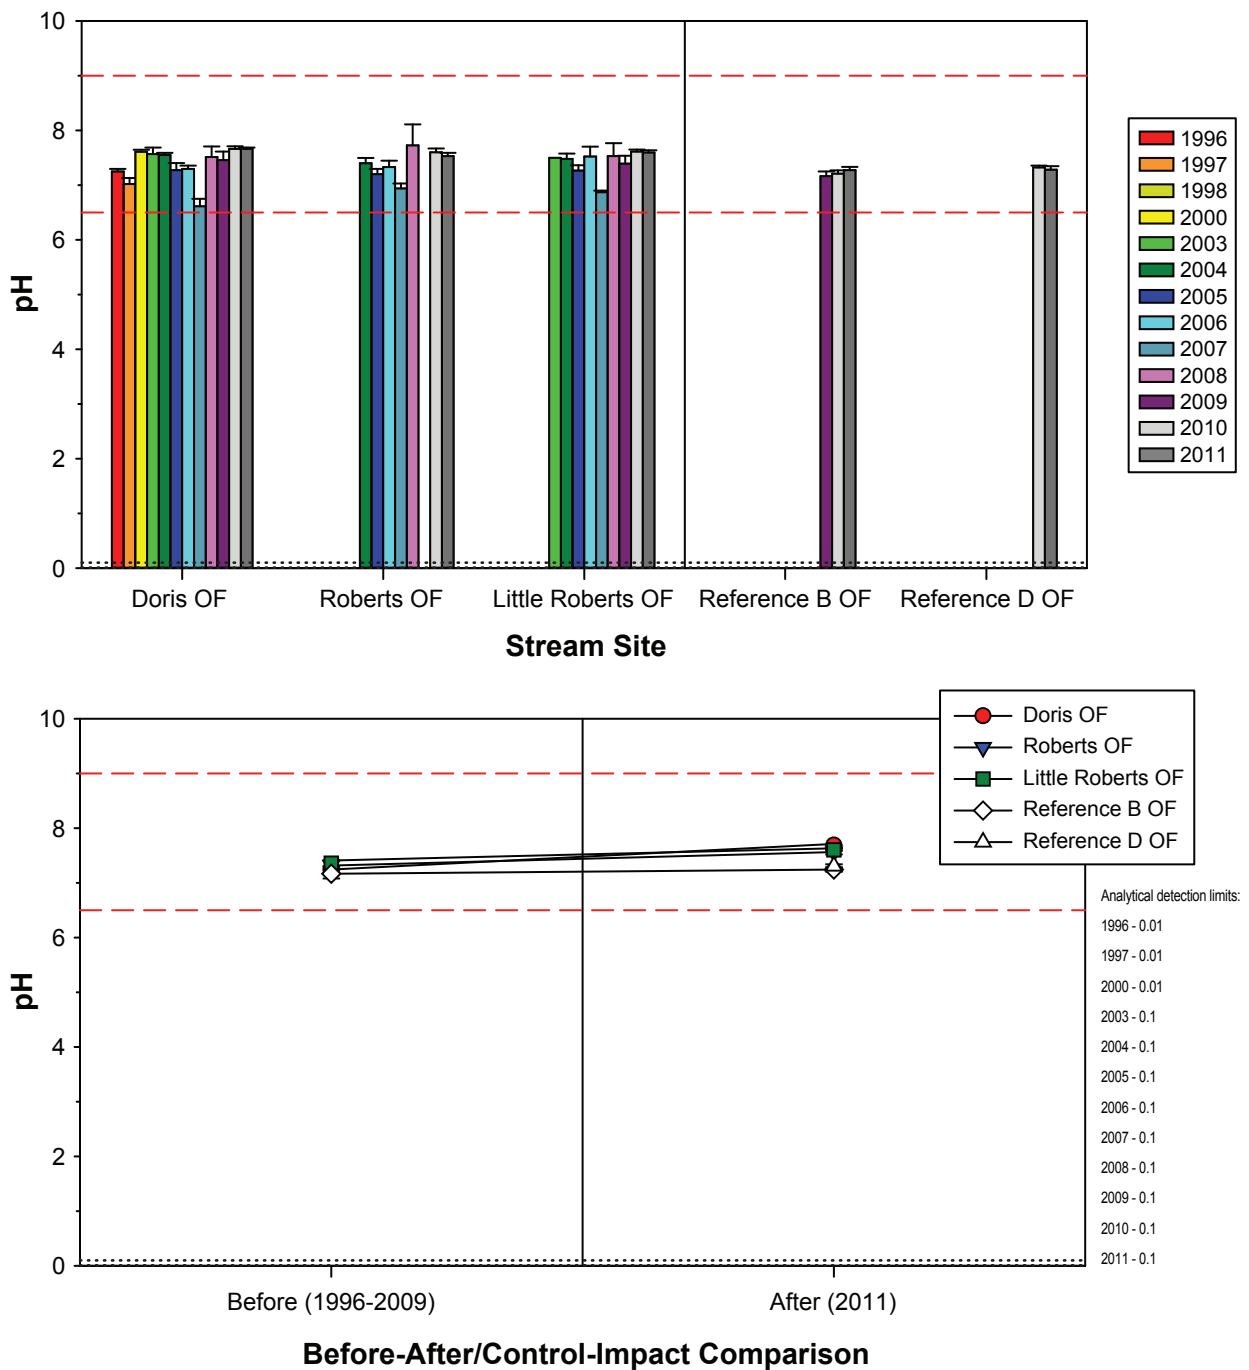 10
8
6
4
2
0
pH
Doris OF
Roberts OF
Little Roberts OF
Reference B OF
Reference D OF
Stream Site
1996
1997
1998
2000
2003
2004
2005
2006
2007
2008
2009
2010
2011
10
8
6
4
2
0
pH
Doris OF
Roberts OF
Little Roberts OF
Reference B OF
Reference D OF
Analytical detection limits:
1996 - 0.01
1997 - 0.01
2000 - 0.01
2003 - 0.1
2004 - 0.1
2005 - 0.1
2006 - 0.1
2007 - 0.1
2008 - 0.1
2009 - 0.1
2010 - 0.1
2011 - 0.1
Before (1996-2009)
After (2011)
Before-After/Control-Impact Comparison